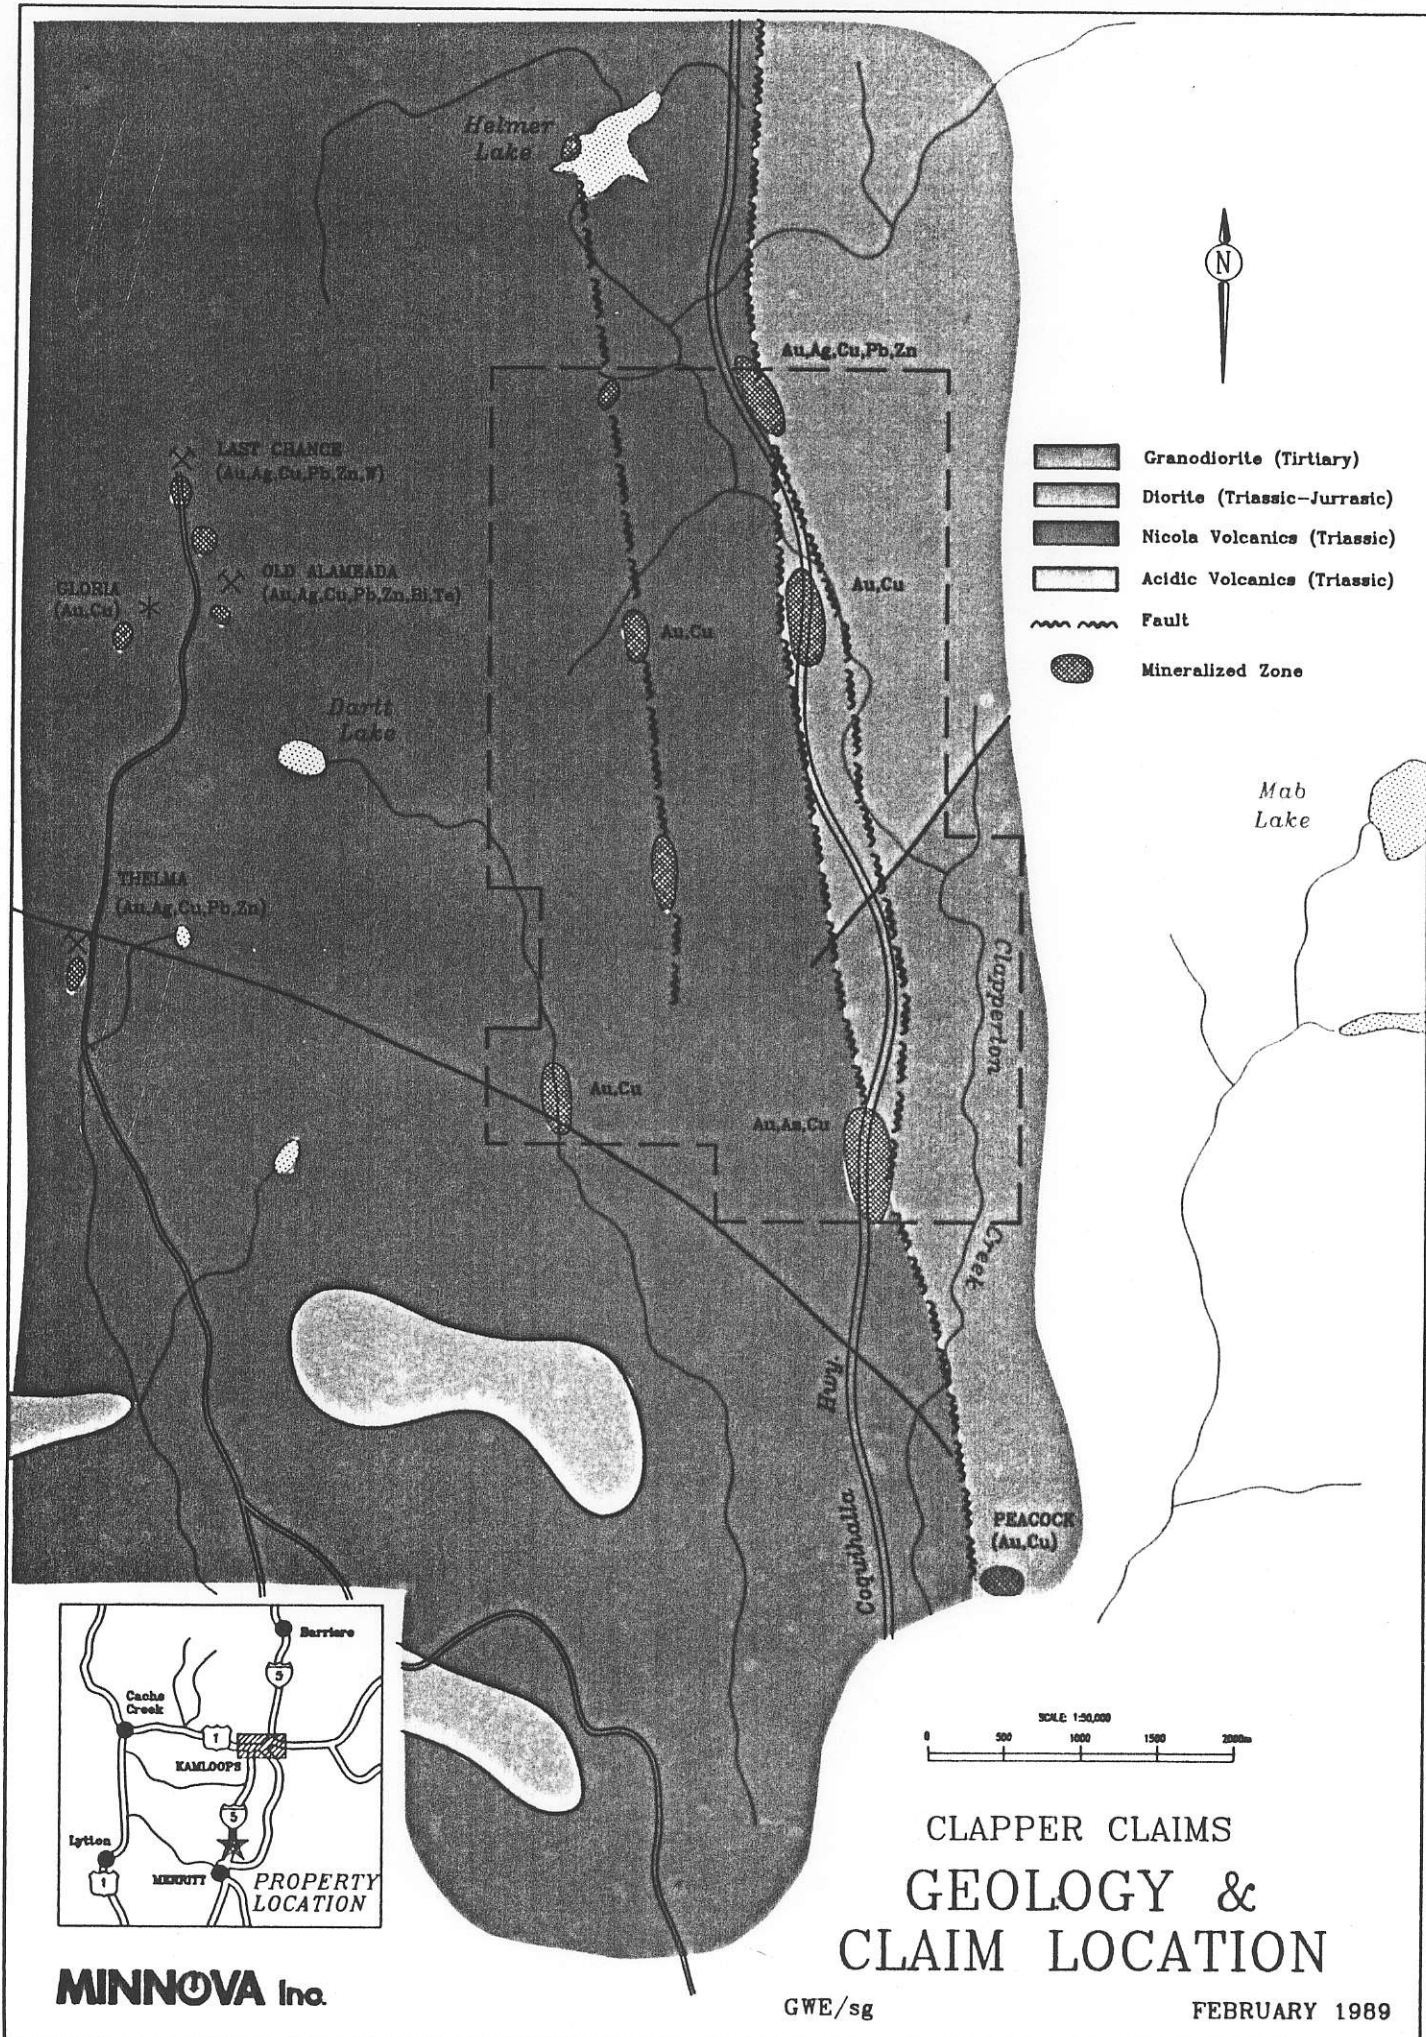 Helmer
Lake
N
Au,Ag,Cu,Pb,Zn
LAST CHANCE
(Au,Ag,Cu,Pb,Zn,W)
Granodiorite (Tirtiary)
Diorite (Triassic-Jurrasic)
Nicola Volcanics (Triassic)
Acidic Volcanics (Triassic)
Fault
Mineralized Zone
OLD ALAMEADA
(Au,Ag,Cu,Pb,Zn,Bi,Te)
GLORIA
(Au,Cu)
Au,Cu
Au,Cu
Dartt
Lake
Mab
Lake
THELMA
(Au,Ag,Cu,Pb,Zn)
Clapperton
Creek
Au,Cu
Au,As,Cu
Coquihalla
Hwy.
PEACOCK
(Au,Cu)
Barriere
5
Cache
Creek
1
KAMLOOPS
5
Lytton
1
MERRITT
PROPERTY
LOCATION
SCALE: 1:50,000
0 500 1000 1500 2000m
CLAPPER CLAIMS
GEOLOGY &
CLAIM LOCATION
MINNOVA Inc.
GWE/sg
FEBRUARY 1989